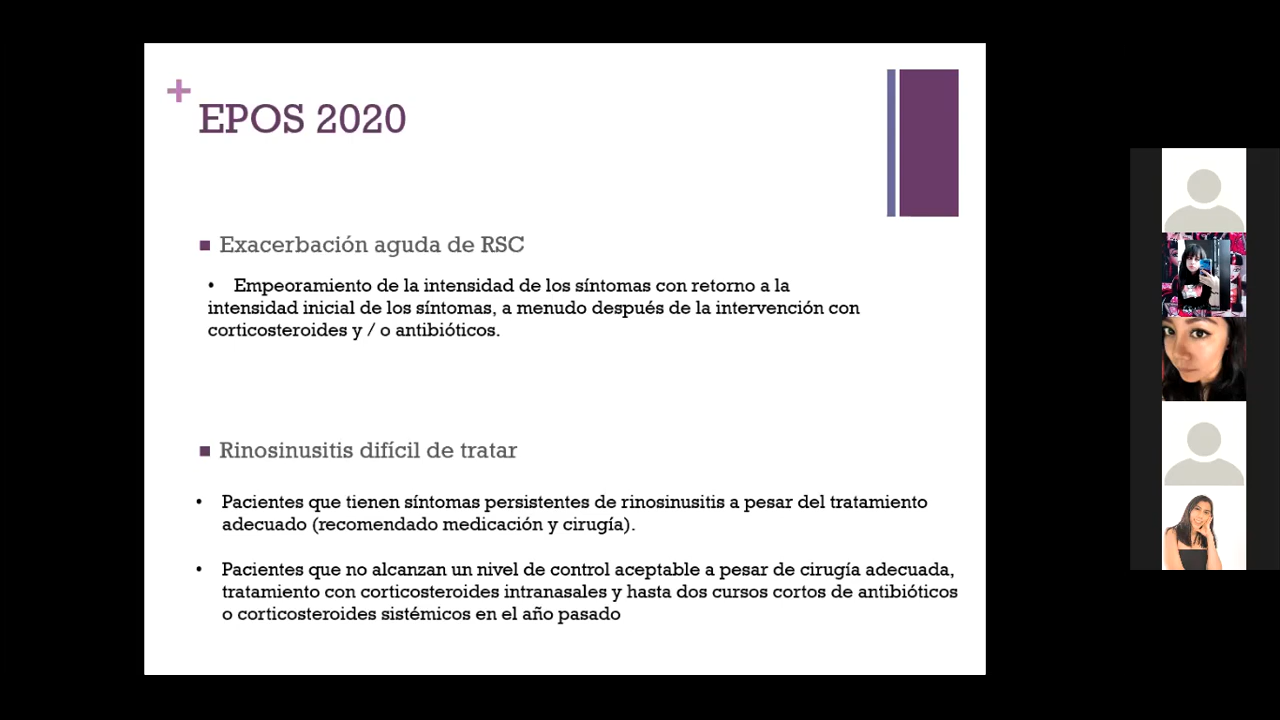 EPOS 2020
Exacerbación aguda de RSC
• Empeoramiento de la intensidad de los síntomas con retorno a la
intensidad inicial de los síntomas, a menudo después de la intervención con
corticosteroides y / o antibióticos.
Rinosinusitis difícil de tratar
• Pacientes que tienen síntomas persistentes de rinosinusitis a pesar del tratamiento
adecuado (recomendado medicación y cirugía).
• Pacientes que no alcanzan un nivel de control aceptable a pesar de cirugía adecuada,
tratamiento con corticosteroides intranasales y hasta dos cursos cortos de antibióticos
o corticosteroides sistémicos en el año pasado